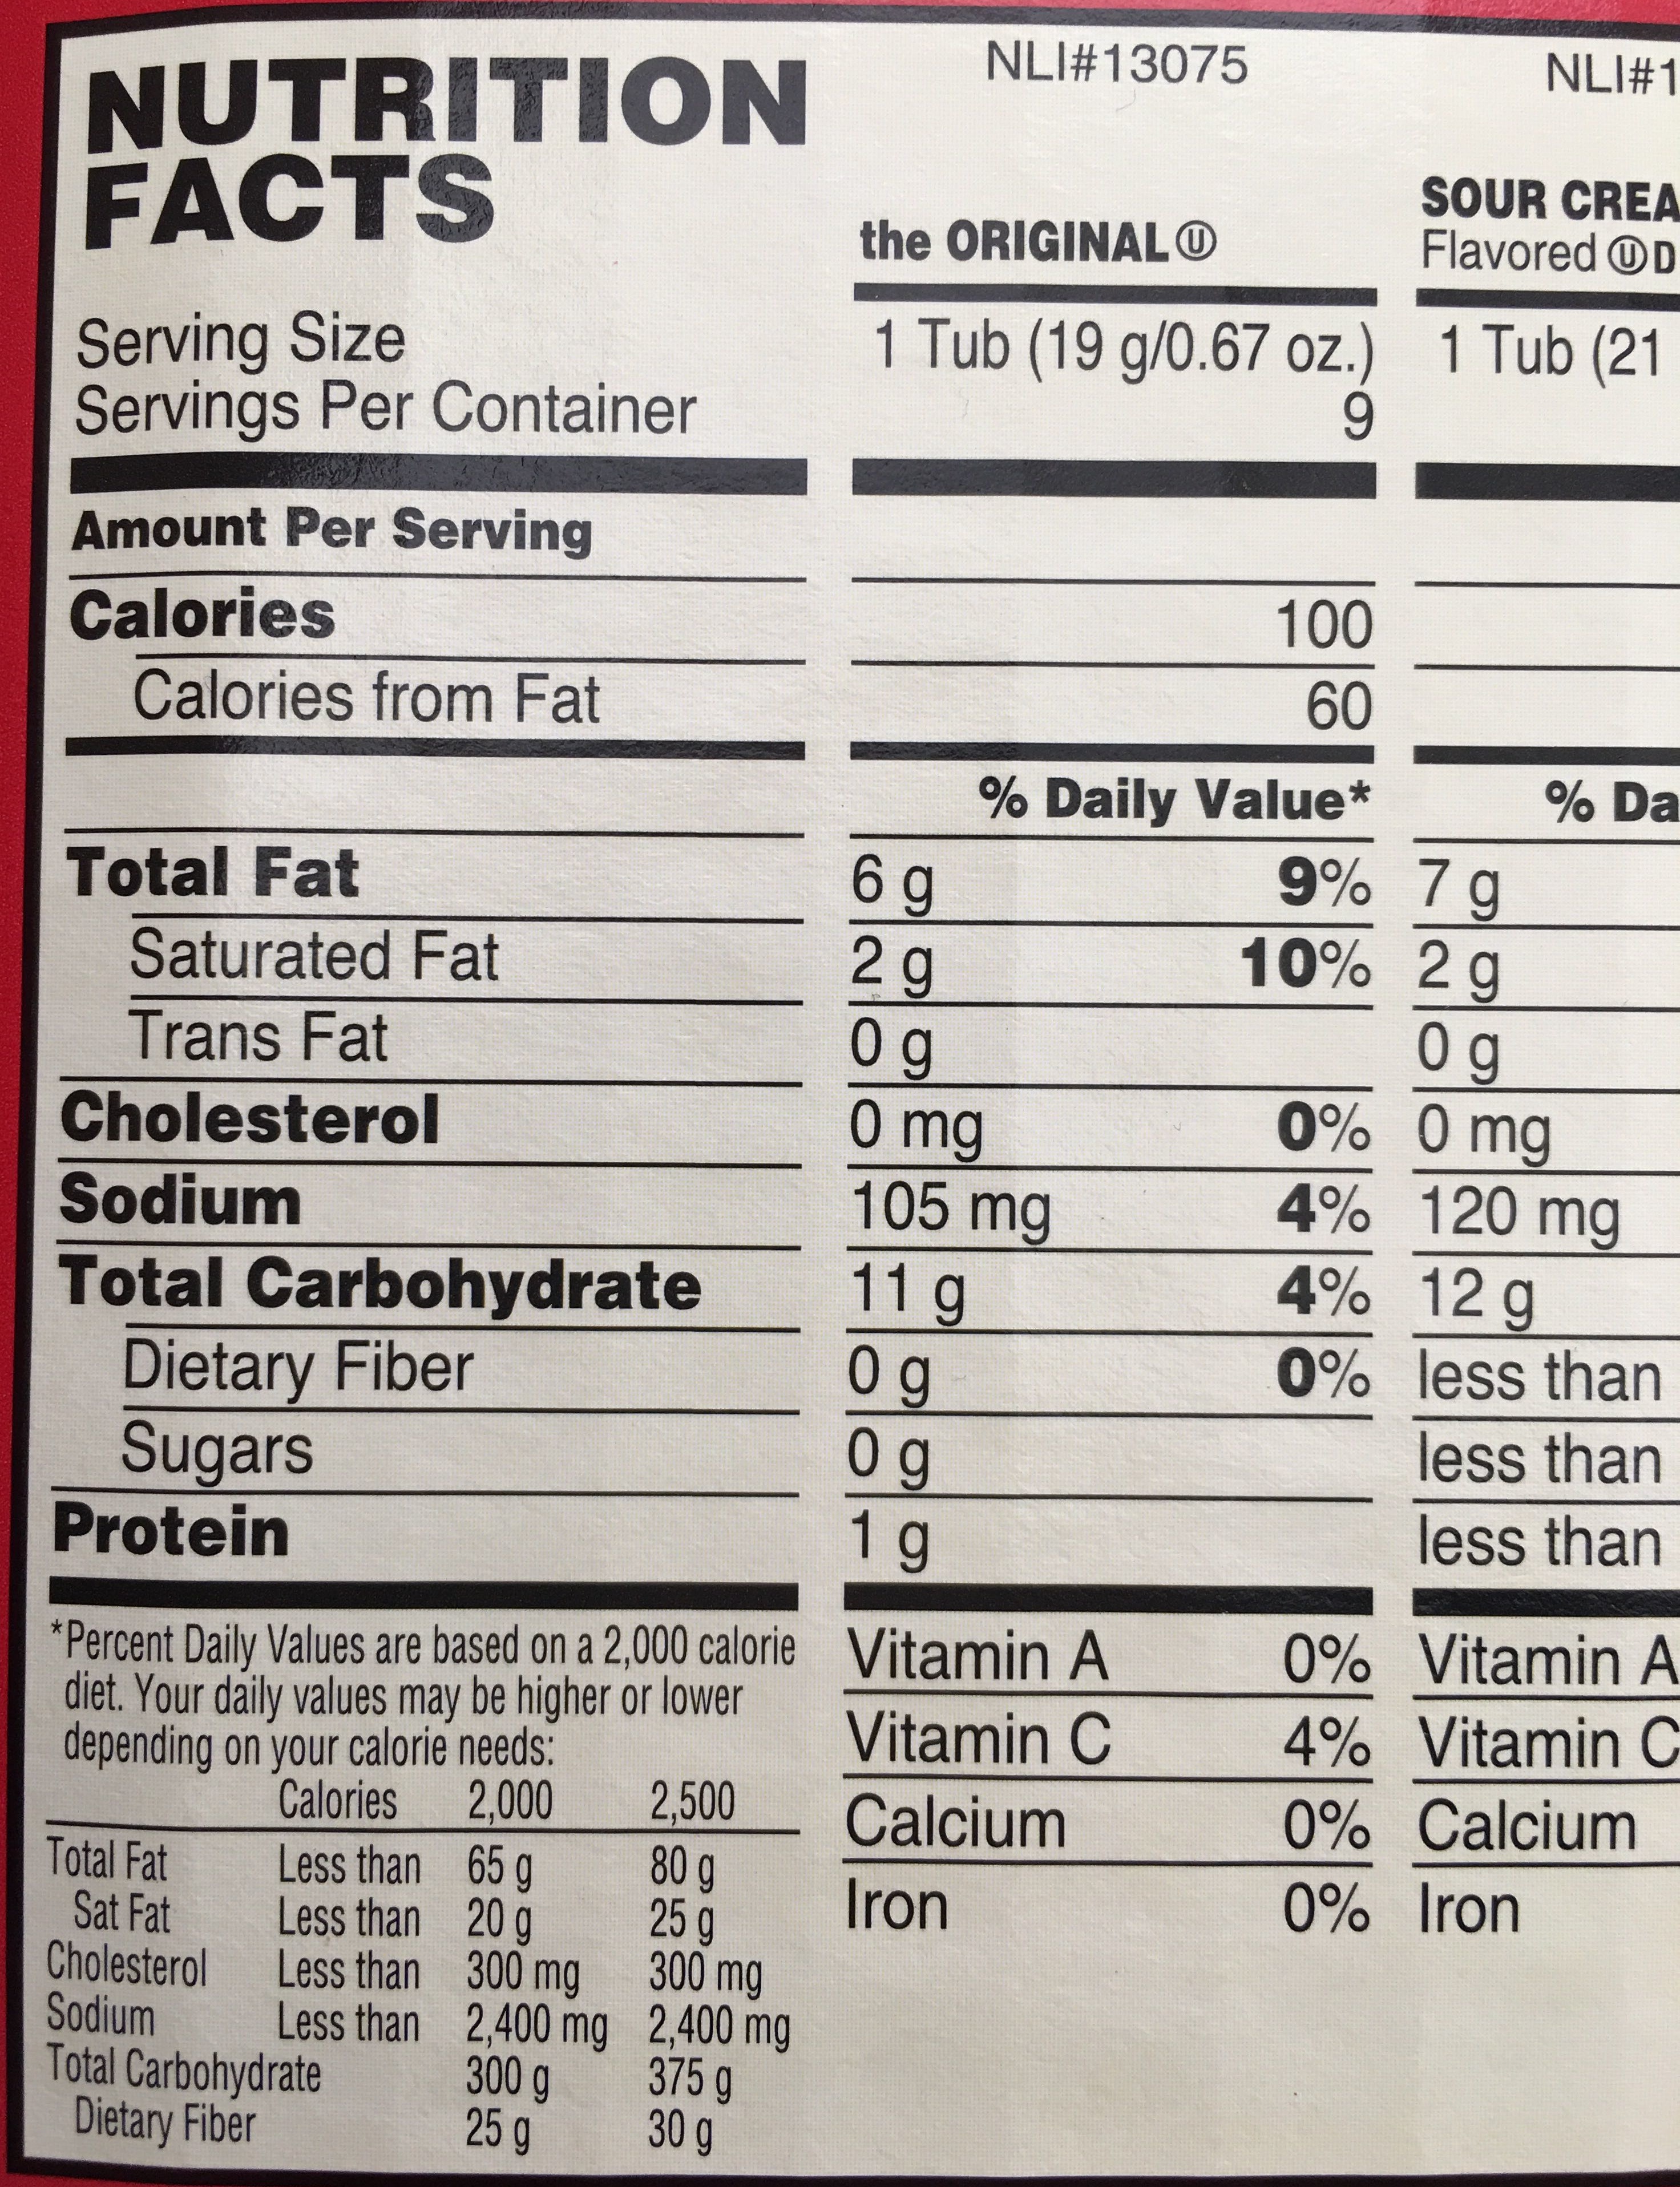 NUTRITION
FACTS
NLI#13075
NLI#1
the ORIGINAL Ⓤ
SOUR CREA
Flavored ⓊD
Serving Size 1 Tub (19 g/0.67 oz.) 1 Tub (21
Servings Per Container 9
Amount Per Serving
Calories 100
Calories from Fat 60
% Daily Value* % Da
Total Fat 6 g 9% 7 g
Saturated Fat 2 g 10% 2 g
Trans Fat 0 g 0 g
Cholesterol 0 mg 0% 0 mg
Sodium 105 mg 4% 120 mg
Total Carbohydrate 11 g 4% 12 g
Dietary Fiber 0 g 0% less than
Sugars 0 g less than
Protein 1 g less than
*Percent Daily Values are based on a 2,000 calorie
diet. Your daily values may be higher or lower
depending on your calorie needs:
Calories 2,000 2,500
Total Fat Less than 65 g 80 g
Sat Fat Less than 20 g 25 g
Cholesterol Less than 300 mg 300 mg
Sodium Less than 2,400 mg 2,400 mg
Total Carbohydrate 300 g 375 g
Dietary Fiber 25 g 30 g
Vitamin A 0% Vitamin A
Vitamin C 4% Vitamin C
Calcium 0% Calcium
Iron 0% Iron